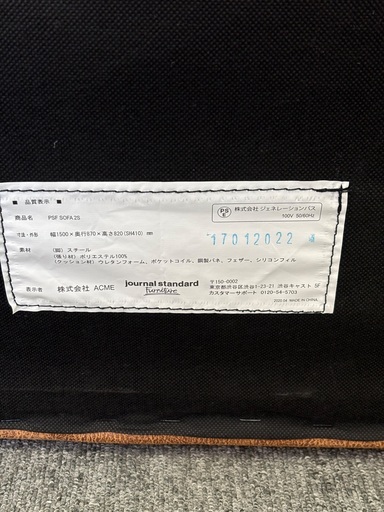 ■ 品質表示
商品名 PSF SOFA 2S
寸法・外形 幅1500×奥行870×高さ820(SH410) mm
素材 (脚) スチール
(張り材) ポリエステル100%
(クッション材) ウレタンフォーム、ポケットコイル、鋼製バネ、フェザー、シリコンフィル
表示者 株式会社 ACME
journal standard
Furniture
PS
E
株式会社 ジェネレーションパス
100V 50/60Hz
17012022
〒150-0002
東京都渋谷区渋谷1-23-21 渋谷キャスト 5F
カスタマーサポート 0120-54-5703
MADE IN CHINA